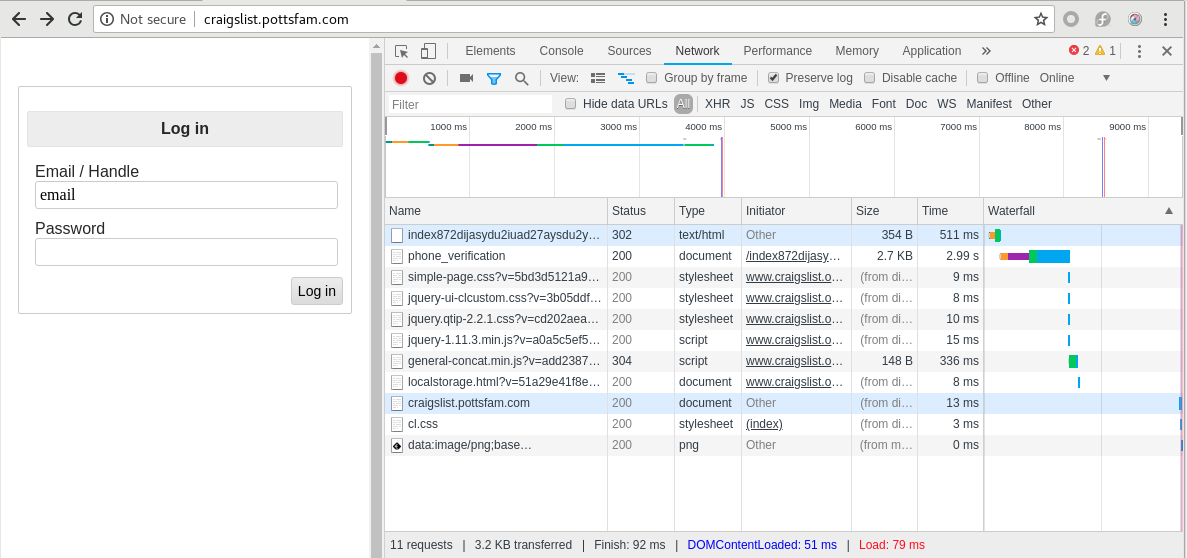 Not secure craigslist.pottsfam.com
Log in
Email / Handle
email
Password
Log in
Elements Console Sources Network Performance Memory Application » 2 1
View: Group by frame Preserve log Disable cache Offline Online
Filter Hide data URLs All XHR JS CSS Img Media Font Doc WS Manifest Other
1000 ms 2000 ms 3000 ms 4000 ms 5000 ms 6000 ms 7000 ms 8000 ms 9000 ms
Name Status Type Initiator Size Time Waterfall
index872dijasydu2iuad27aysdu2y… 302 text/html Other 354 B 511 ms
phone_verification 200 document /index872dijasy… 2.7 KB 2.99 s
simple-page.css?v=5bd3d5121a9… 200 stylesheet www.craigslist.o… (from di… 9 ms
jquery-ui-clcustom.css?v=3b05ddf… 200 stylesheet www.craigslist.o… (from di… 8 ms
jquery.qtip-2.2.1.css?v=cd202aea… 200 stylesheet www.craigslist.o… (from di… 10 ms
jquery-1.11.3.min.js?v=a0a5c5ef5… 200 script www.craigslist.o… (from di… 15 ms
general-concat.min.js?v=add2387… 304 script www.craigslist.o… 148 B 336 ms
localstorage.html?v=51a29e41f8e… 200 document www.craigslist.o… (from di… 8 ms
craigslist.pottsfam.com 200 document Other (from di… 13 ms
cl.css 200 stylesheet (index) (from di… 3 ms
data:image/png;base… 200 png (from m… 0 ms
11 requests | 3.2 KB transferred | Finish: 92 ms | DOMContentLoaded: 51 ms | Load: 79 ms